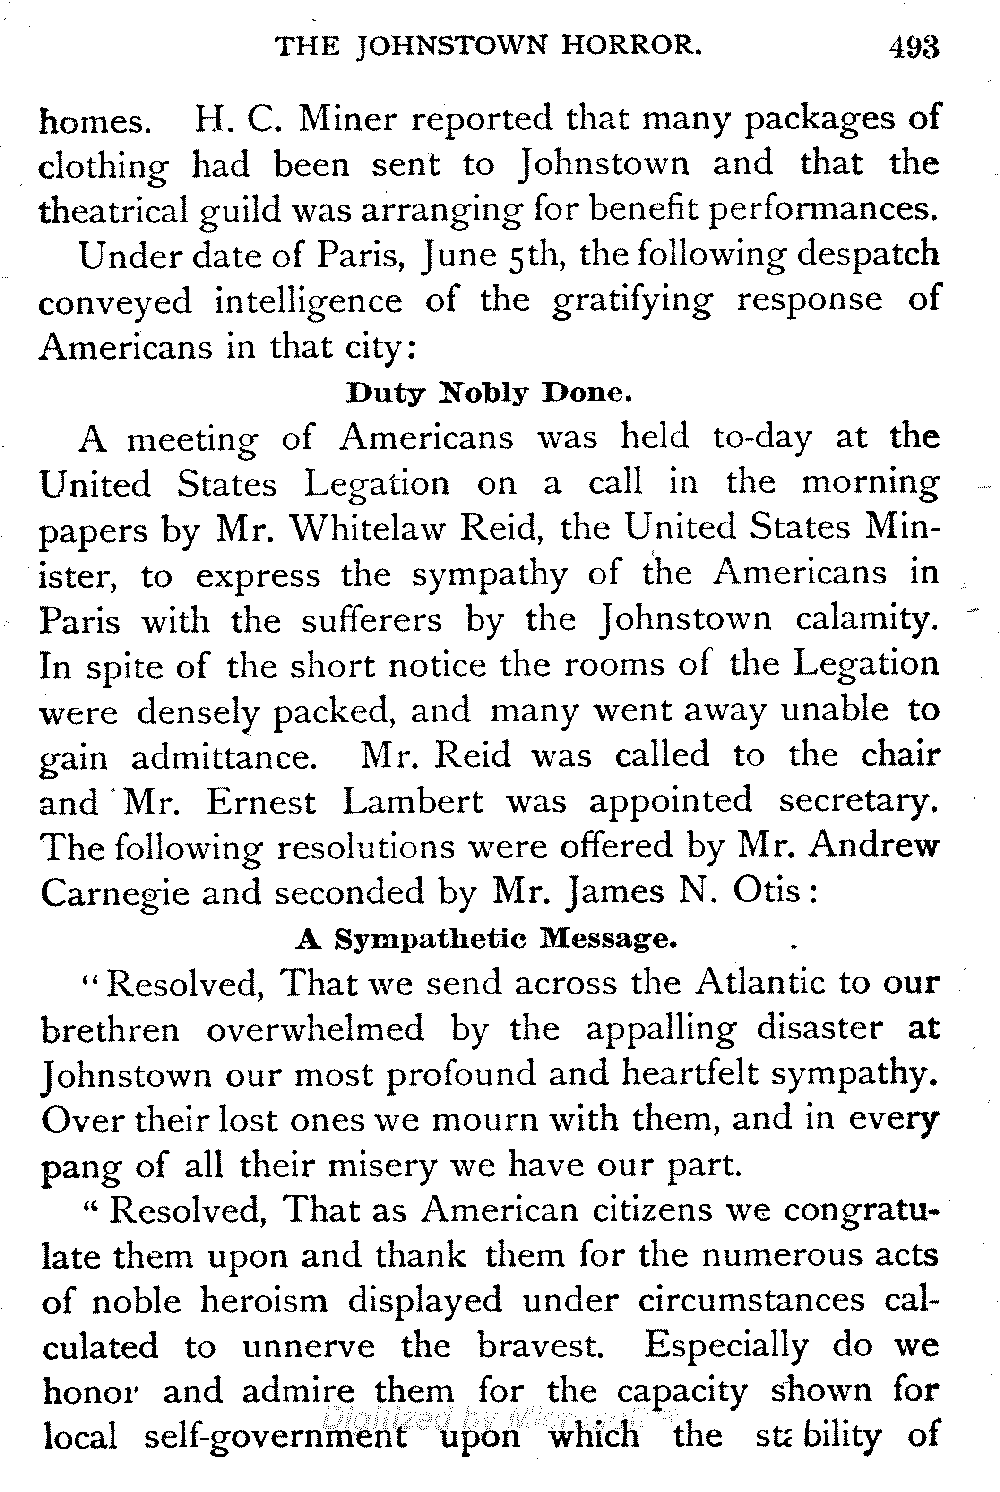 THE JOHNSTOWN HORROR. 493
homes. H. C. Miner reported that many packages of
clothing had been sent to Johnstown and that the
theatrical guild was arranging for benefit performances.
Under date of Paris, June 5th, the following despatch
conveyed intelligence of the gratifying response of
Americans in that city:
Duty Nobly Done.
A meeting of Americans was held to-day at the
United States Legation on a call in the morning
papers by Mr. Whitelaw Reid, the United States Min-
ister, to express the sympathy of the Americans in
Paris with the sufferers by the Johnstown calamity.
In spite of the short notice the rooms of the Legation
were densely packed, and many went away unable to
gain admittance. Mr. Reid was called to the chair
and Mr. Ernest Lambert was appointed secretary.
The following resolutions were offered by Mr. Andrew
Carnegie and seconded by Mr. James N. Otis:
A Sympathetic Message.
"Resolved, That we send across the Atlantic to our
brethren overwhelmed by the appalling disaster at
Johnstown our most profound and heartfelt sympathy.
Over their lost ones we mourn with them, and in every
pang of all their misery we have our part.
"Resolved, That as American citizens we congratu-
late them upon and thank them for the numerous acts
of noble heroism displayed under circumstances cal-
culated to unnerve the bravest. Especially do we
honor and admire them for the capacity shown for
local self-government upon which the stability of
Digitized by